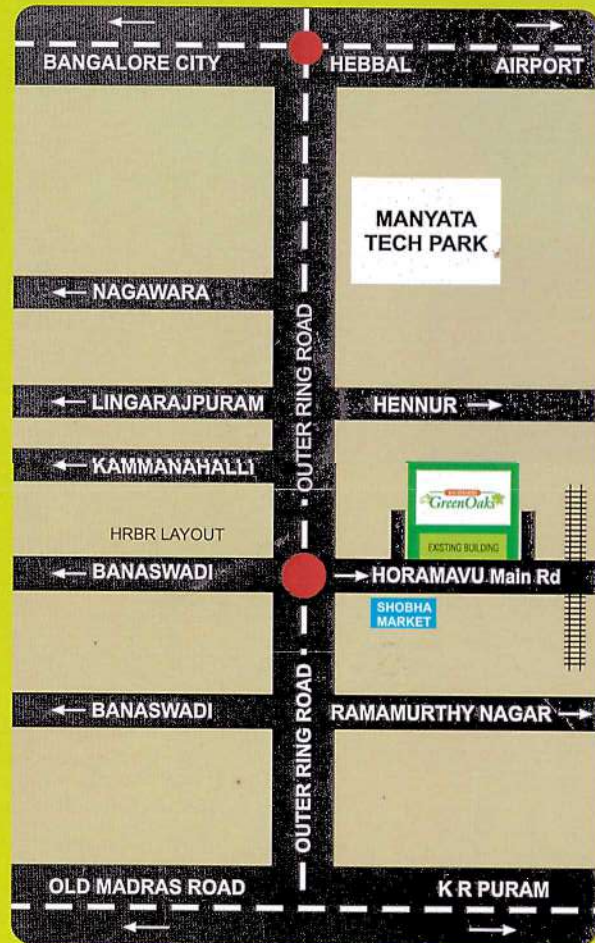 BANGALORE CITY
HEBBAL
AIRPORT
MANYATA
TECH PARK
NAGAWARA
OUTER RING ROAD
LINGARAJPURAM
HENNUR
KAMMANAHALLI
GreenOaks
EXISTING BUILDING
HRBR LAYOUT
BANASWADI
HORAMAVU Main Rd
SHOBHA
MARKET
BANASWADI
OUTER RING ROAD
RAMAMURTHY NAGAR
OLD MADRAS ROAD
K R PURAM